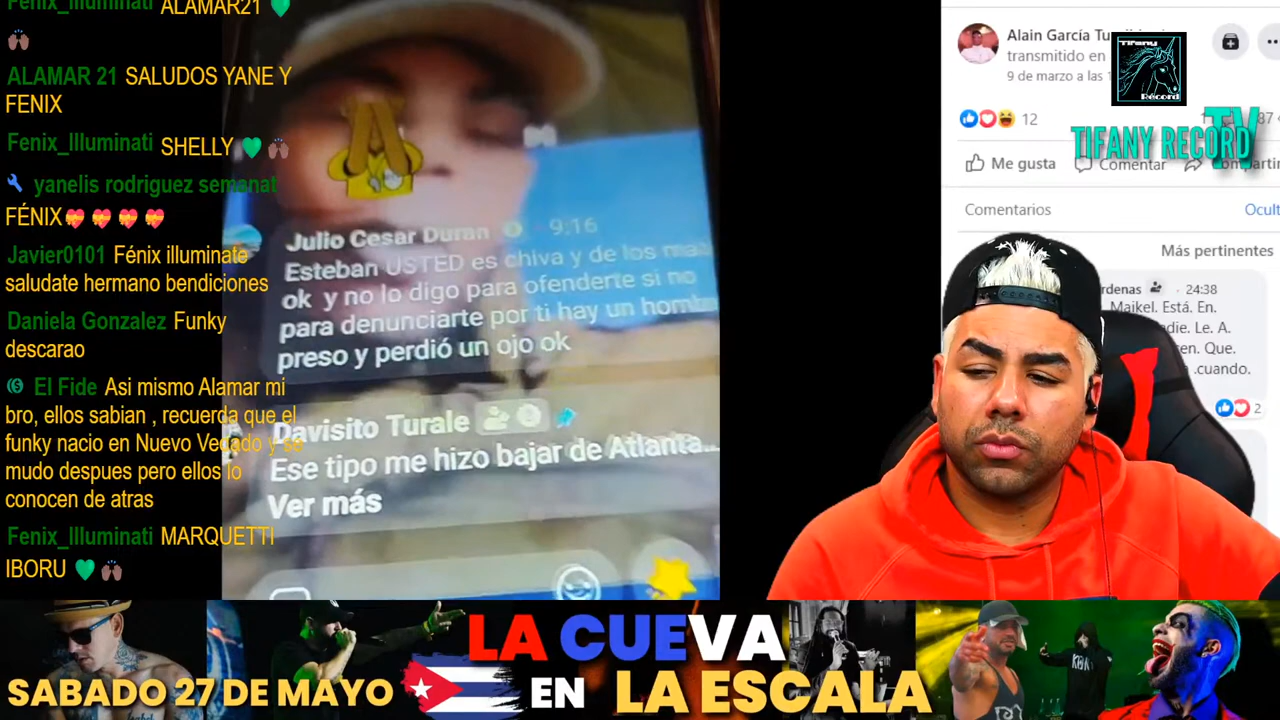 Fenix_Illuminati ALAMAR21
ALAMAR 21 SALUDOS YANE Y
FENIX
Fenix_Illuminati SHELLY
yanelis rodriguez semanat
FÉNIX
Javier0101 Fénix illuminate
saludate hermano bendiciones
Daniela Gonzalez Funky
descarao
El Fide Asi mismo Alamar mi
bro, ellos sabian , recuerda que el
funky nacio en Nuevo Vedado y se
mudo despues pero ellos lo
conocen de atras
Fenix_Illuminati MARQUETTI
IBORU
Julio Cesar Duran 9:16
Esteban USTED es chiva y de los mas
ok y no lo digo para ofenderte si no
para denunciarte por ti hay un homb
preso y perdió un ojo ok
Davisito Turale
Ese tipo me hizo bajar de Atlanta...
Ver más
Alain García
transmitido en
9 de marzo a las
Tifany
Récord
TV
TIFANY RECORD
12
Me gusta
Comentar
Comentarios
Ocult
Más pertinentes
rdenas · 24:38
Maikel. Está. En.
die. Le. A.
en. Que.
.cuando.
2
LA CUEVA
SABADO 27 DE MAYO EN LA ESCALA